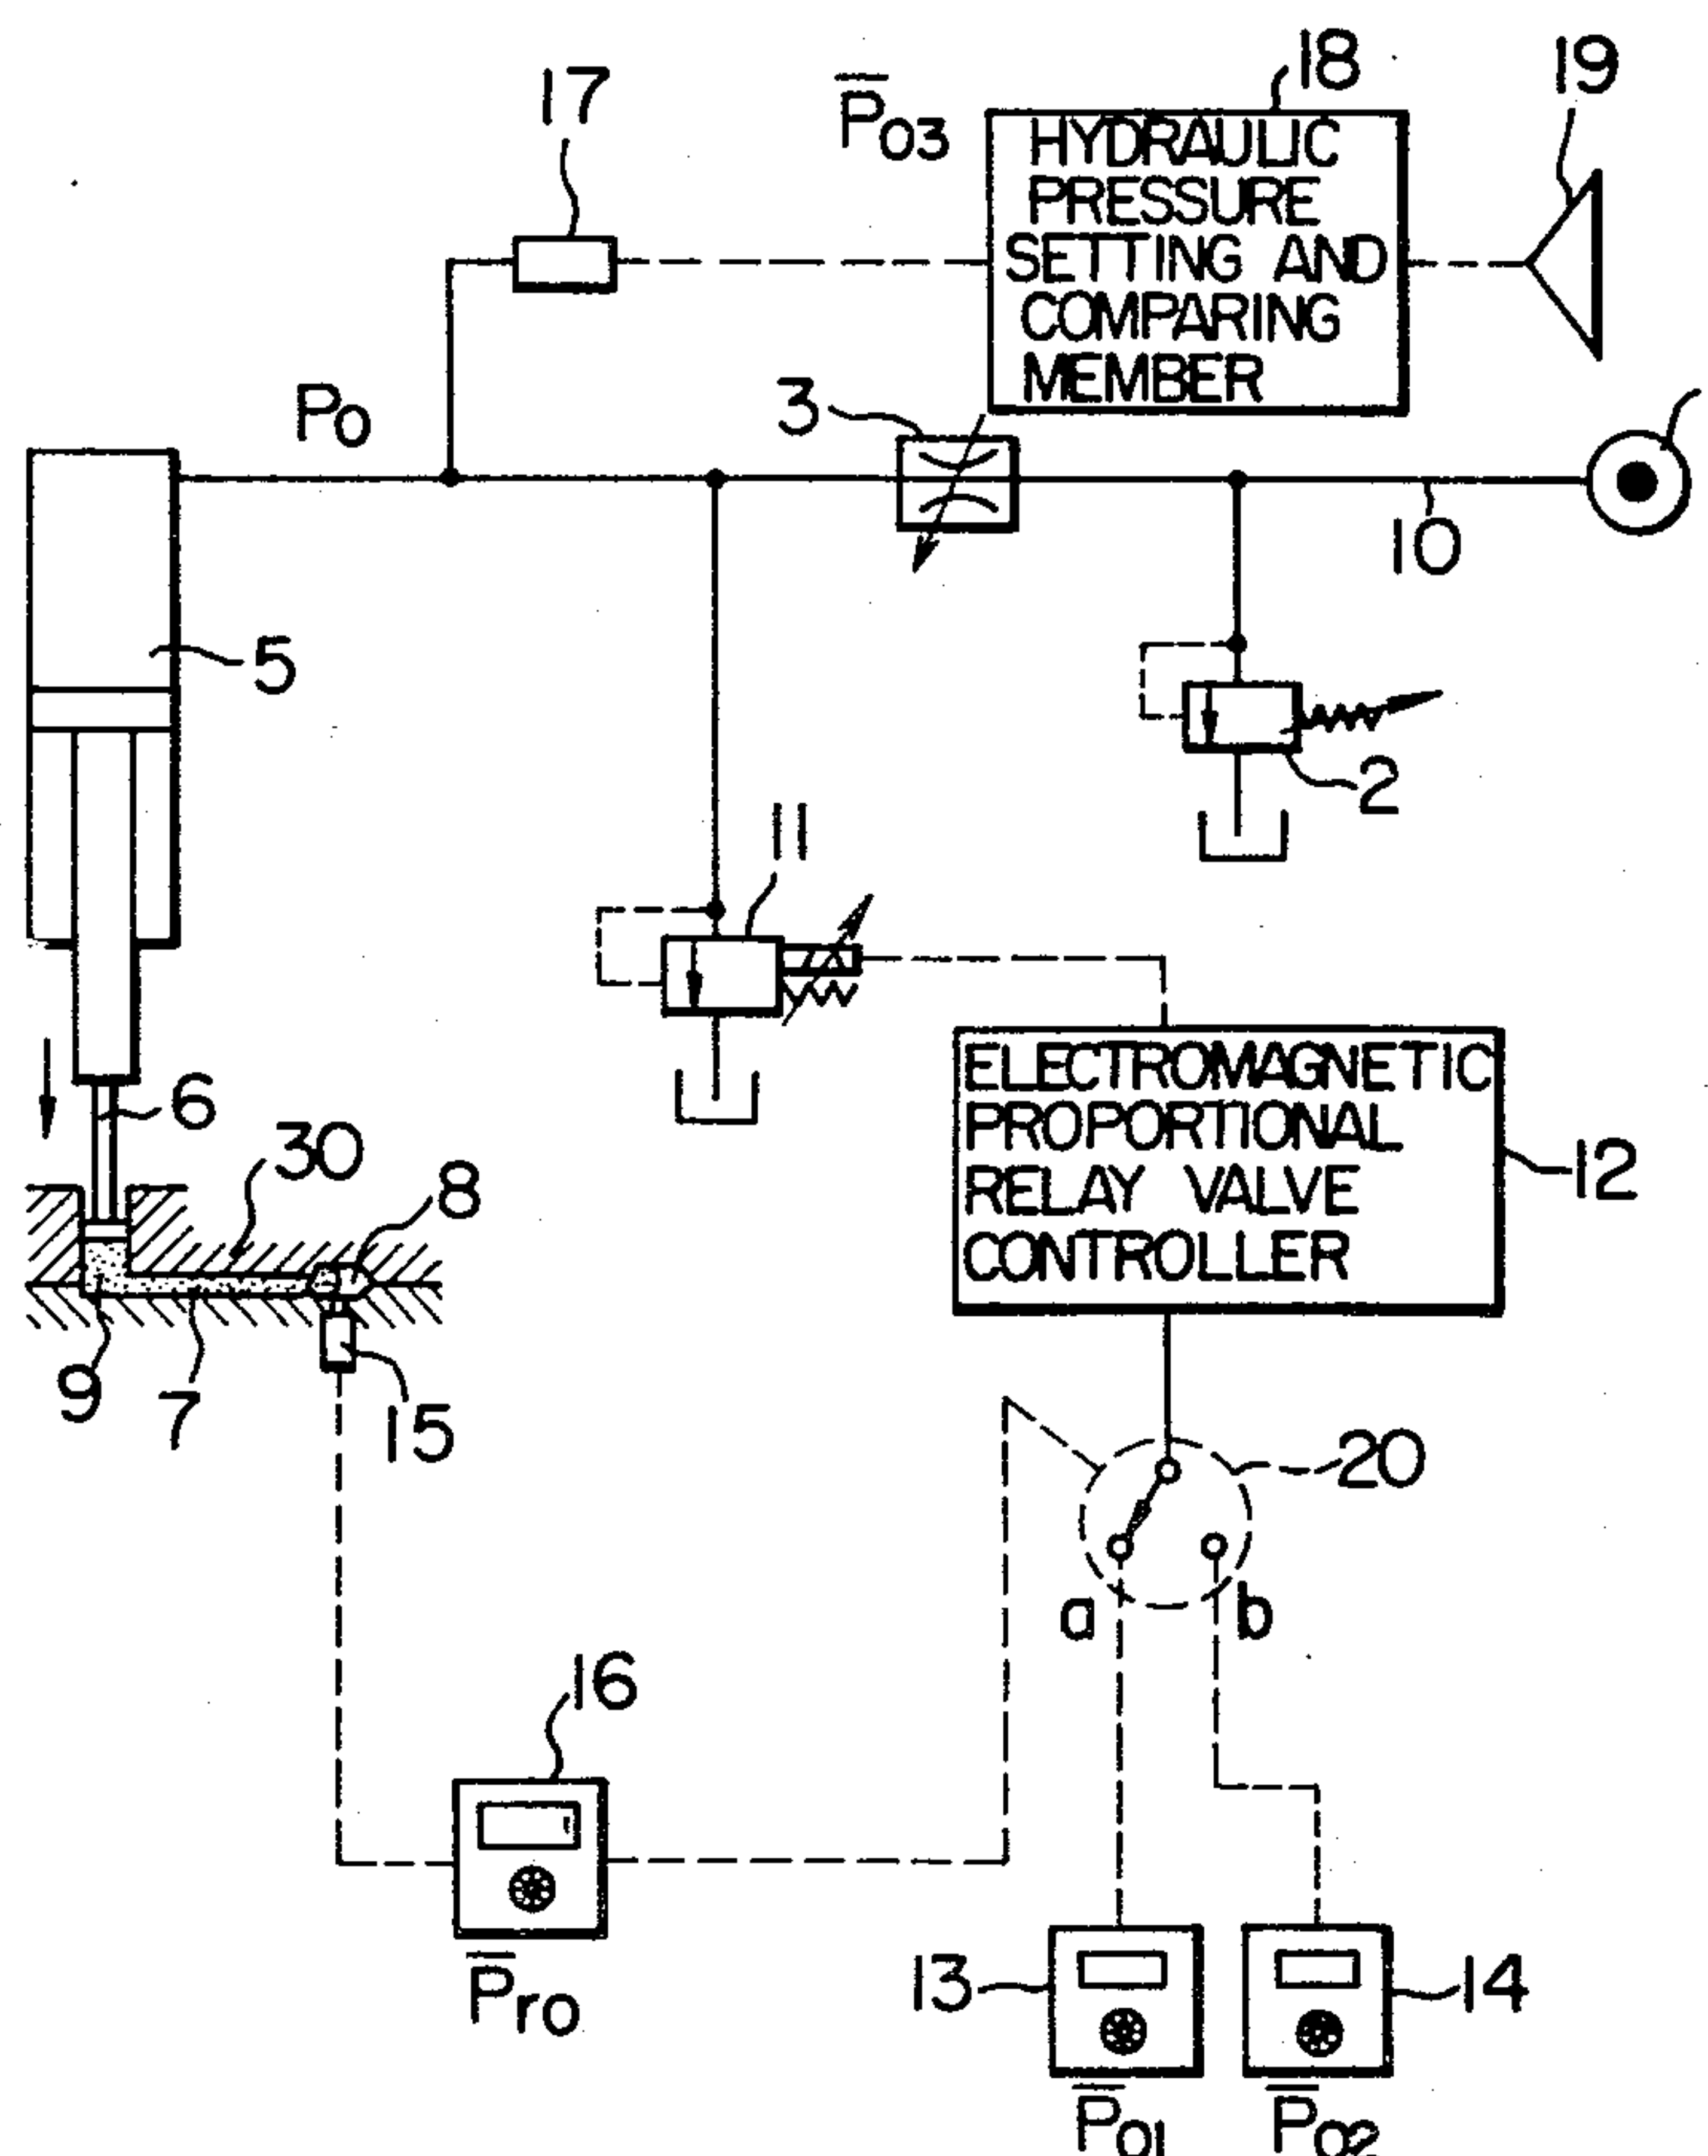 18
19
17
P̅o3
HYDRAULIC
PRESSURE
SETTING AND
COMPARING
MEMBER
3
Po
10
5
2
11
ELECTROMAGNETIC
PROPORTIONAL
RELAY VALVE
CONTROLLER
12
6
30
8
9
7
15
20
a
b
16
P̅ro
13
14
P̅o1
P̅o2